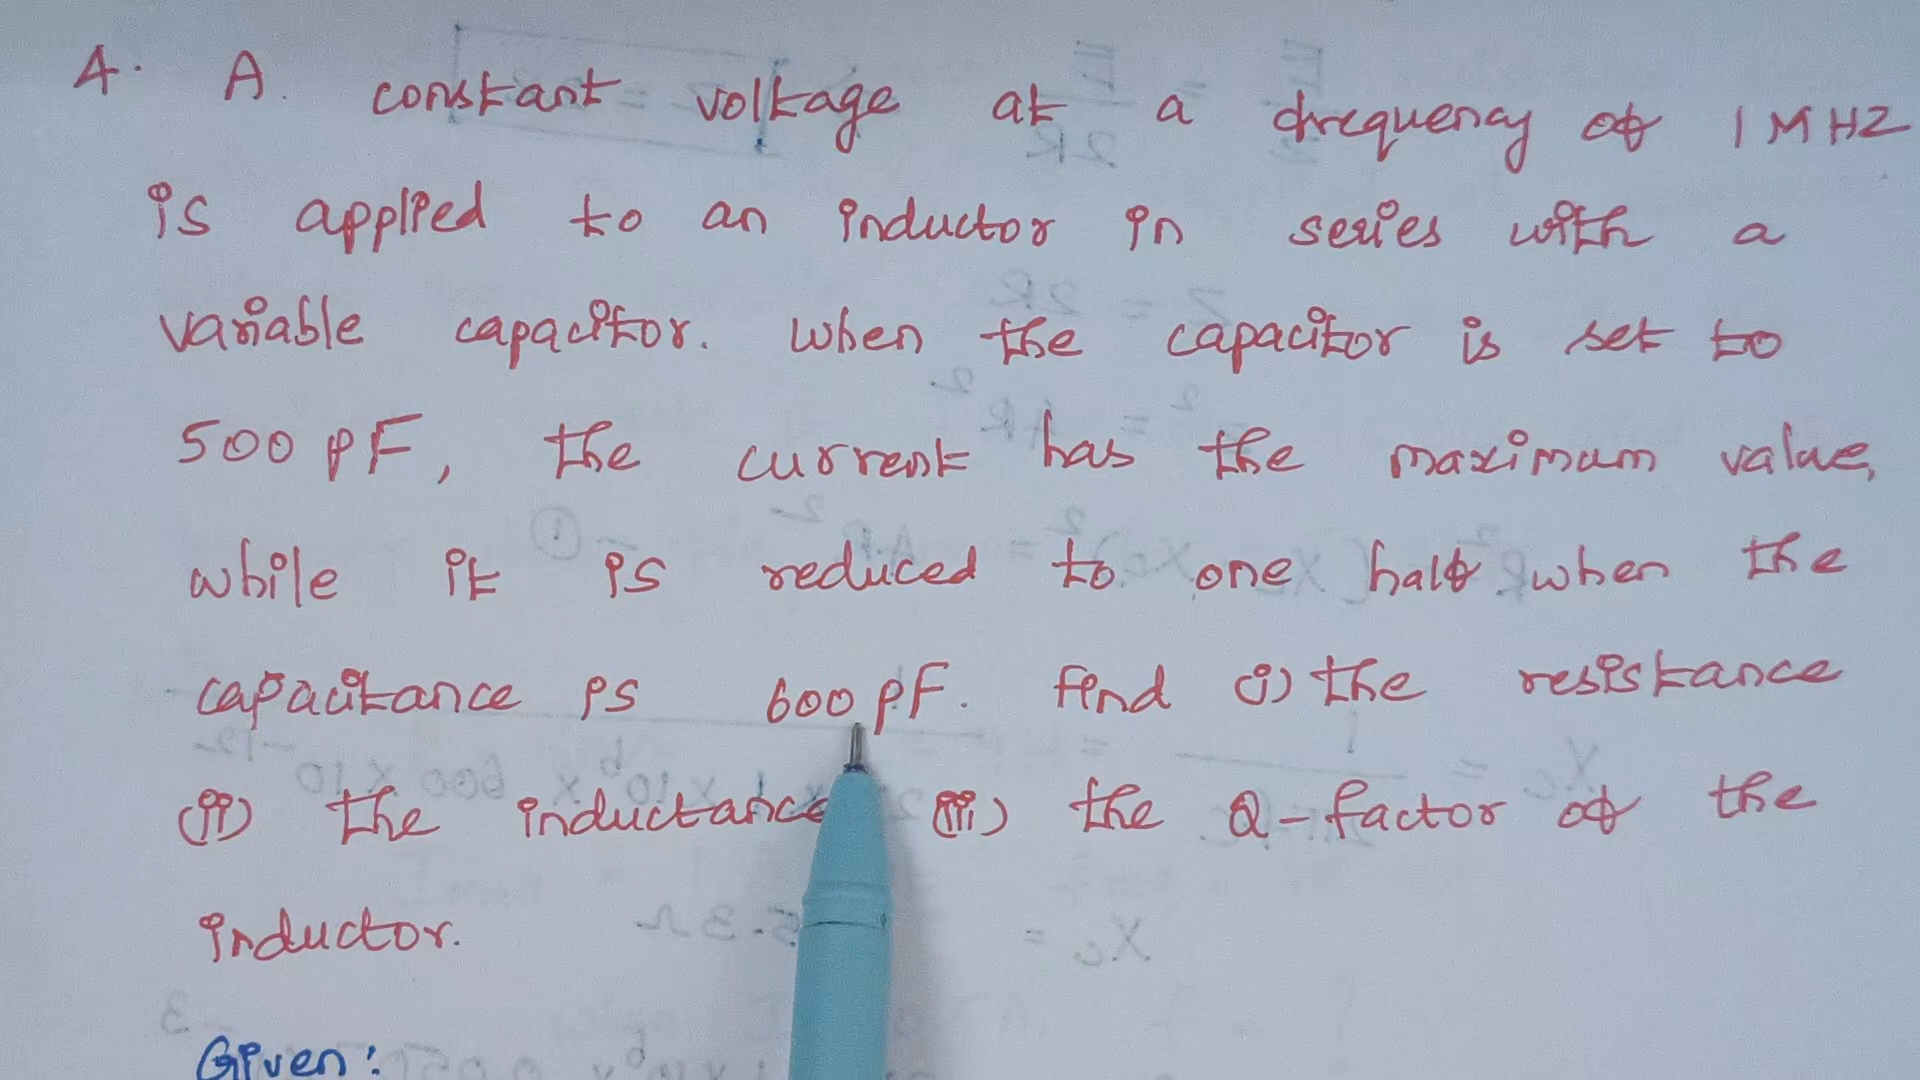 4. A constant voltage at a frequency of 1 MHZ
is applied to an inductor in series with a
variable capacitor. when the capacitor is set to
500 pF, the current has the maximum value,
while it is reduced to one half when the
capacitance is 600 pF. Find (i) the resistance
(ii) the inductance (iii) the Q-factor of the
inductor.
Given: